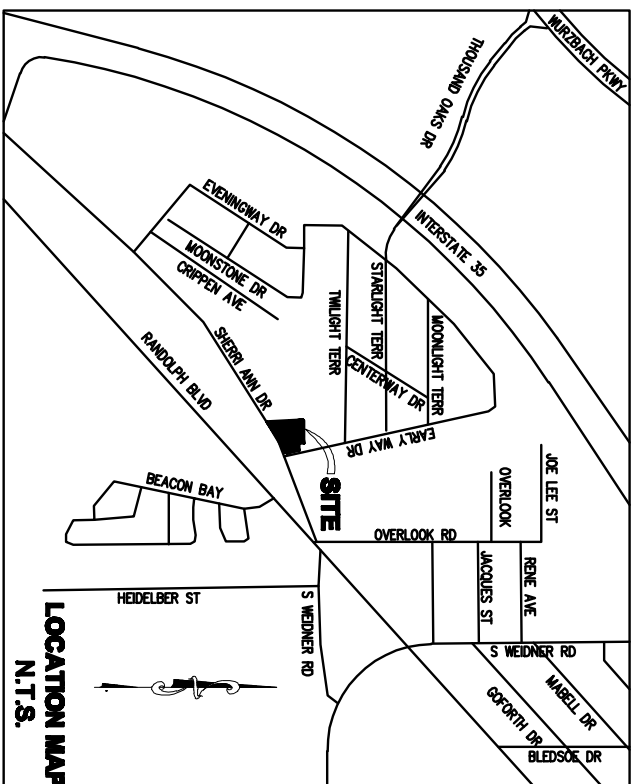 WURZBACH PKWY
THOUSAND OAKS DR
INTERSTATE 35
EVENINGWAY DR
MOONSTONE DR
CRIPPEN AVE
STARLIGHT TERR
TWILIGHT TERR
MOONLIGHT TERR
CENTERWAY DR
SHERRI ANN DR
RANDOLPH BLVD
EARLY WAY DR
SITE
JOE LEE ST
OVERLOOK
OVERLOOK RD
BEACON BAY
JACQUES ST
RENE AVE
HEIDELBER ST
S WEIDNER RD
S WEIDNER RD
MABELL DR
GOFORTH DR
BLEDSOE DR
LOCATION MAP
N.T.S.